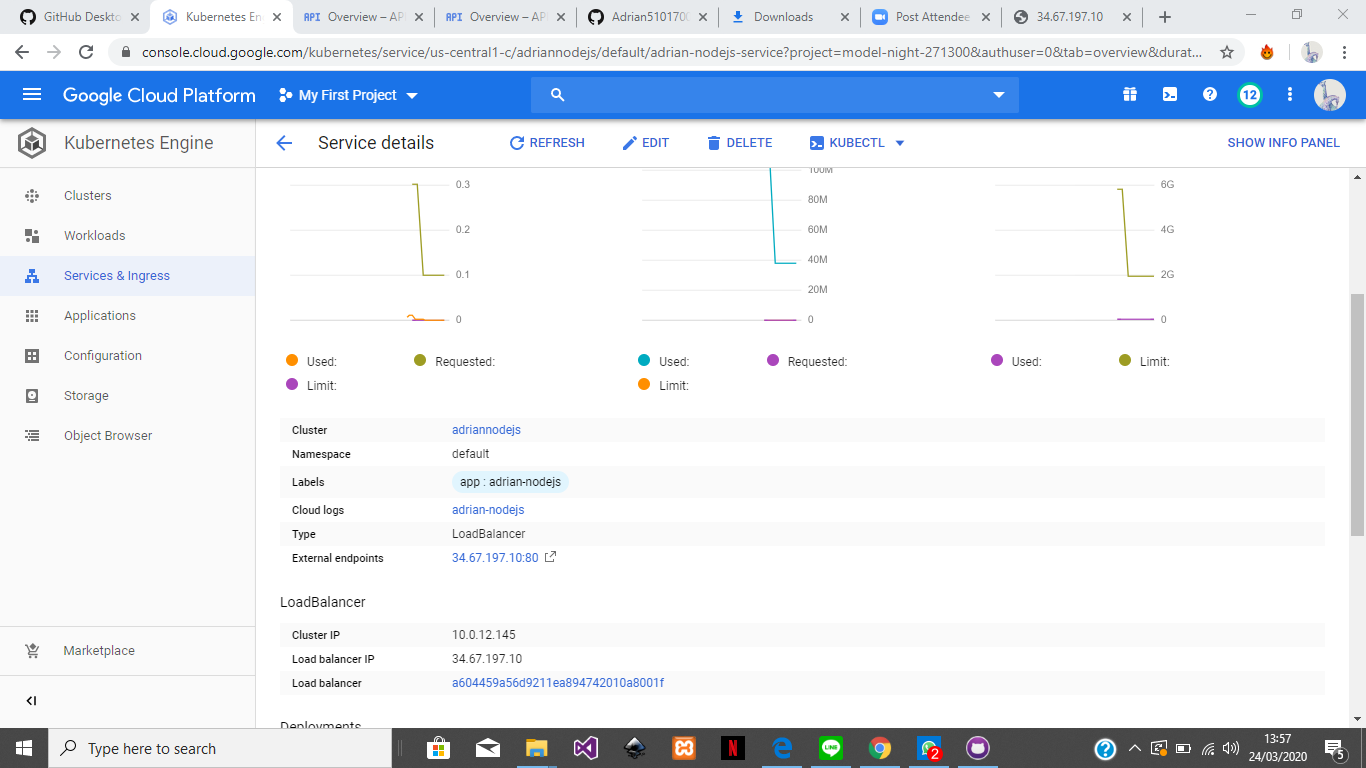 GitHub Deskto
Kubernetes En
API Overview – AP
API Overview – AP
Adrian5101700
Downloads
Post Attendee
34.67.197.10
console.cloud.google.com/kubernetes/service/us-central1-c/adriannodejs/default/adrian-nodejs-service?project=model-night-271300&authuser=0&tab=overview&durat...
Google Cloud Platform
My First Project
12
Kubernetes Engine
Service details
REFRESH
EDIT
DELETE
KUBECTL
SHOW INFO PANEL
Clusters
Workloads
Services & Ingress
Applications
Configuration
Storage
Object Browser
Marketplace
0.3
0.2
0.1
0
100M
80M
60M
40M
20M
0
6G
4G
2G
0
Used:
Requested:
Limit:
Used:
Requested:
Limit:
Used:
Limit:
Cluster adriannodejs
Namespace default
Labels app : adrian-nodejs
Cloud logs adrian-nodejs
Type LoadBalancer
External endpoints 34.67.197.10:80
LoadBalancer
Cluster IP 10.0.12.145
Load balancer IP 34.67.197.10
Load balancer a604459a56d9211ea894742010a8001f
Deployments
Type here to search
N
LINE
2
13:57
24/03/2020
5